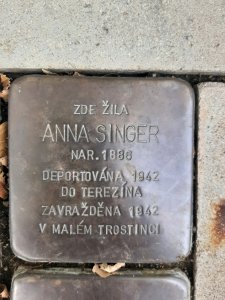 ZDE ŽILA
ANNA SINGER
NAR. 1886
DEPORTOVÁNA 1942
DO TEREZÍNA
ZAVRAŽDĚNA 1942
V MALÉM TROSTINCI